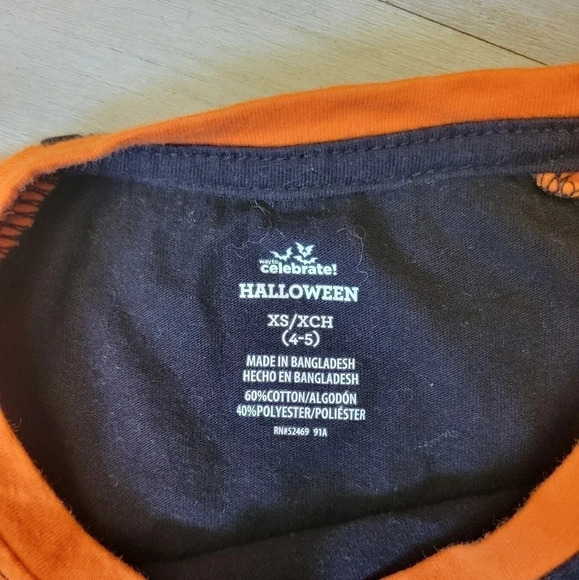 way to
celebrate!
HALLOWEEN
XS/XCH
(4-5)
MADE IN BANGLADESH
HECHO EN BANGLADESH
60%COTTON/ALGODÓN
40%POLYESTER/POLIÉSTER
RN#52469 91A